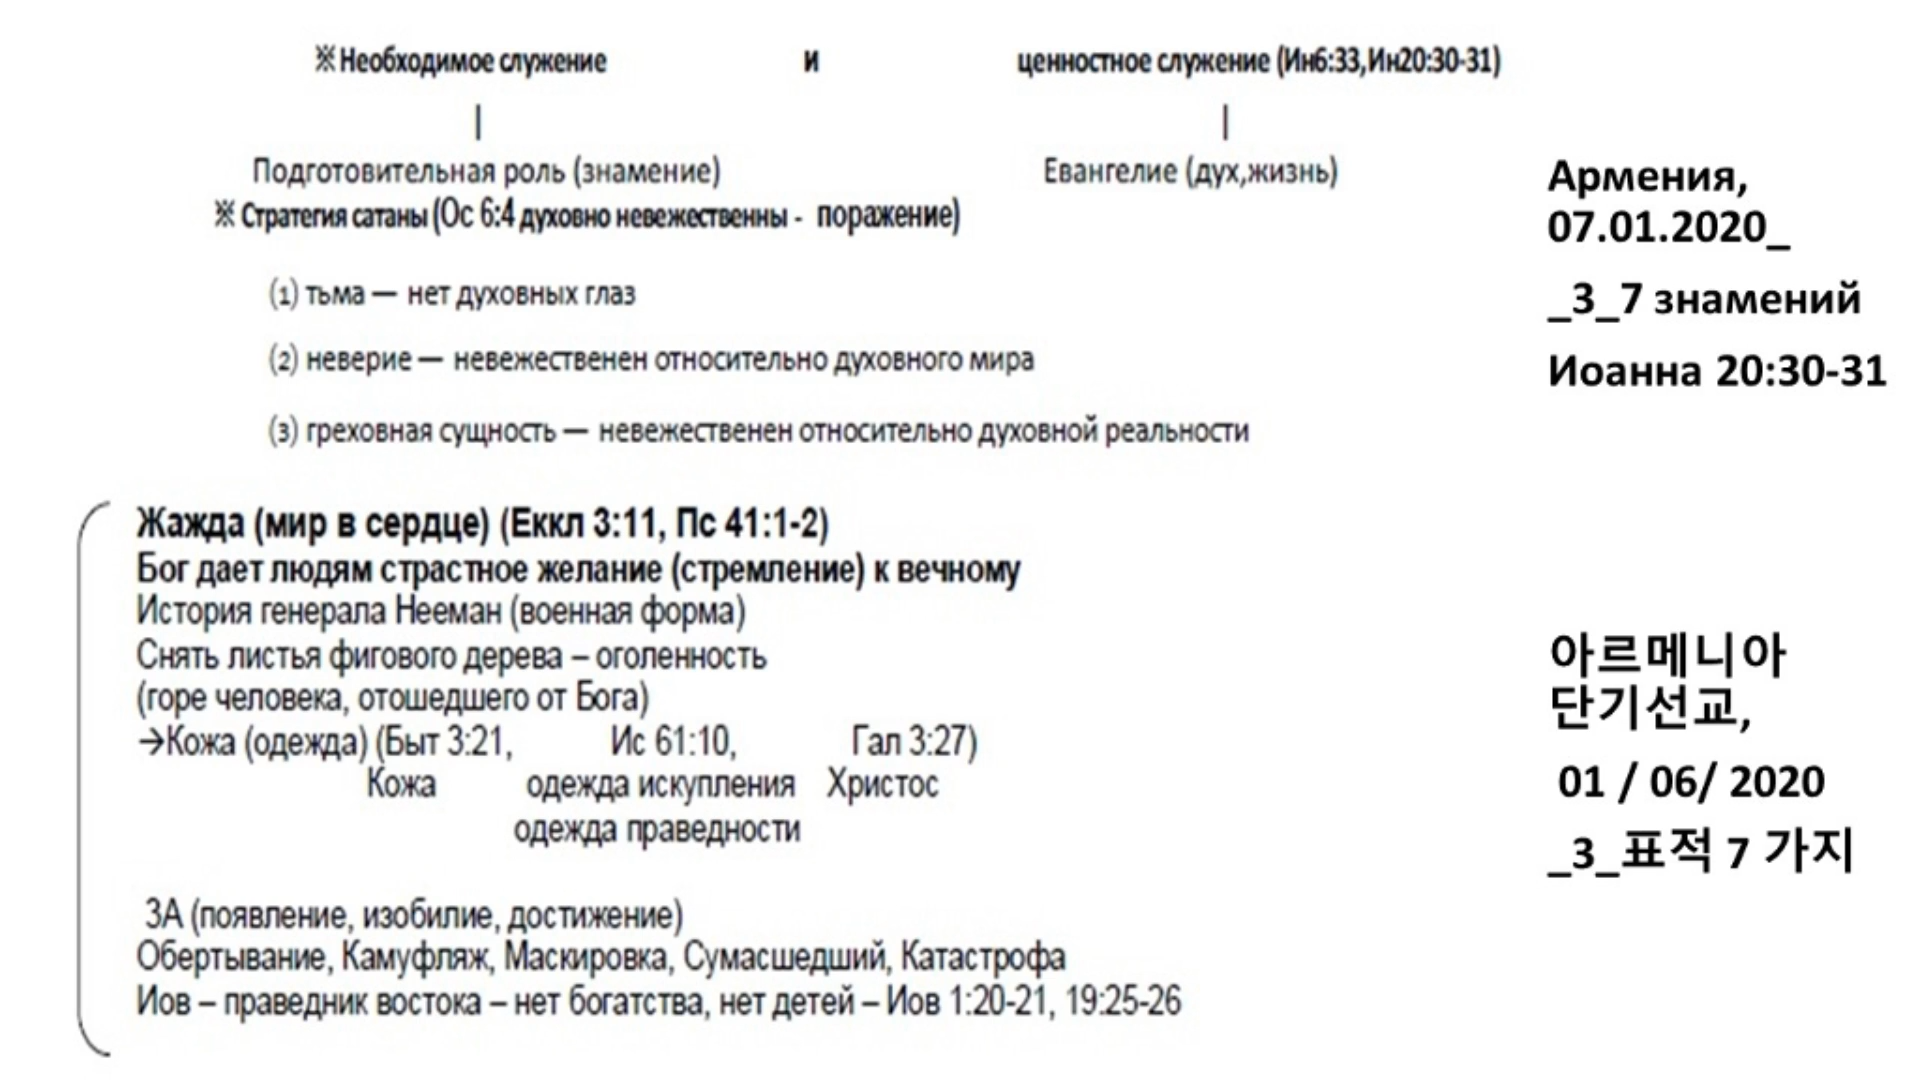 ※ Необходимое служение и ценностное служение (Ин6:33,Ин20:30-31)
| |
Подготовительная роль (знамение) Евангелие (дух,жизнь)
※ Стратегия сатаны (Ос 6:4 духовно невежественны - поражение)
(1) тьма — нет духовных глаз
(2) неверие — невежественен относительно духовного мира
(3) греховная сущность — невежественен относительно духовной реальности
Жажда (мир в сердце) (Еккл 3:11, Пс 41:1-2)
Бог дает людям страстное желание (стремление) к вечному
История генерала Нееман (военная форма)
Снять листья фигового дерева – оголенность
(горе человека, отошедшего от Бога)
→Кожа (одежда) (Быт 3:21, Ис 61:10, Гал 3:27)
Кожа одежда искупления Христос
одежда праведности
3А (появление, изобилие, достижение)
Обертывание, Камуфляж, Маскировка, Сумасшедший, Катастрофа
Иов – праведник востока – нет богатства, нет детей – Иов 1:20-21, 19:25-26
Армения,
07.01.2020_
_3_7 знамений
Иоанна 20:30-31
아르메니아
단기선교,
01 / 06/ 2020
_3_표적 7 가지